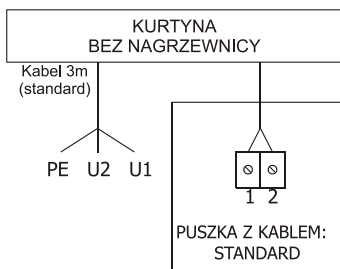 KURTYNA
BEZ NAGRZEWNICY
Kabel 3m
(standard)
PE U2 U1
1 2
PUSZKA Z KABLEM:
STANDARD